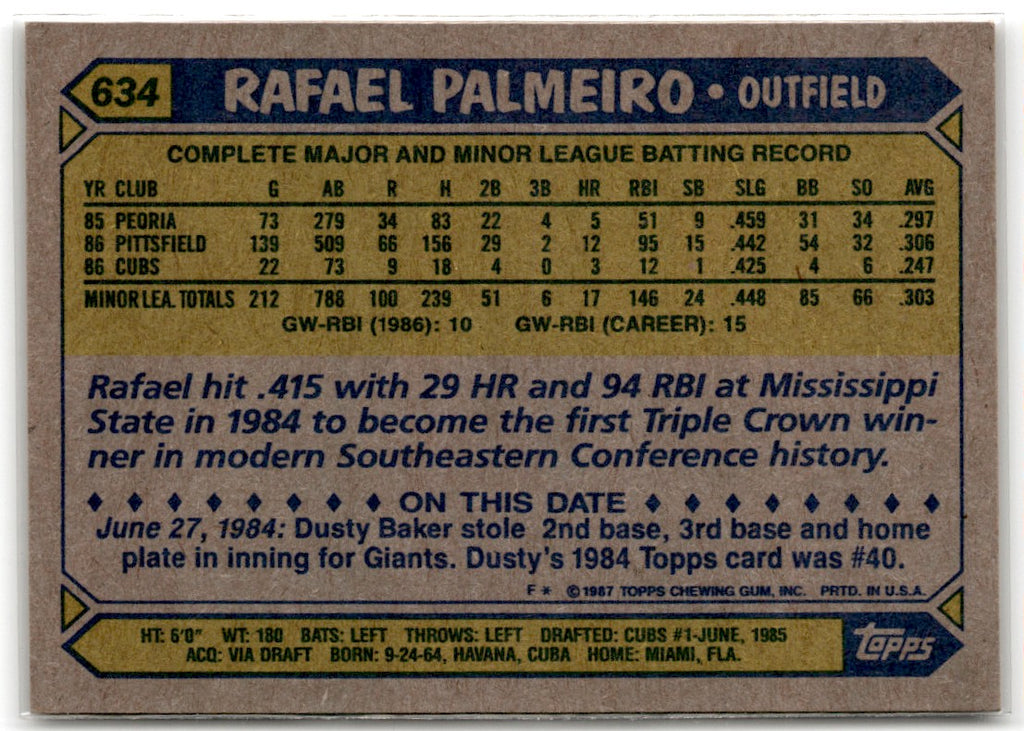 634 RAFAEL PALMEIRO • OUTFIELD
COMPLETE MAJOR AND MINOR LEAGUE BATTING RECORD
YR CLUB G AB R H 2B 3B HR RBI SB SLG BB SO AVG
85 PEORIA 73 279 34 83 22 4 5 51 9 .459 31 34 .297
86 PITTSFIELD 139 509 66 156 29 2 12 95 15 .442 54 32 .306
86 CUBS 22 73 9 18 4 0 3 12 1 .425 4 6 .247
MINOR LEA. TOTALS 212 788 100 239 51 6 17 146 24 .448 85 66 .303
GW-RBI (1986): 10 GW-RBI (CAREER): 15
Rafael hit .415 with 29 HR and 94 RBI at Mississippi
State in 1984 to become the first Triple Crown win-
ner in modern Southeastern Conference history.
♦ ♦ ♦ ♦ ♦ ♦ ♦ ♦ ON THIS DATE ♦ ♦ ♦ ♦ ♦ ♦ ♦ ♦
June 27, 1984: Dusty Baker stole 2nd base, 3rd base and home
plate in inning for Giants. Dusty's 1984 Topps card was #40.
F * ©1987 TOPPS CHEWING GUM, INC. PRTD. IN U.S.A.
HT: 6'0" WT: 180 BATS: LEFT THROWS: LEFT DRAFTED: CUBS #1-JUNE, 1985
ACQ: VIA DRAFT BORN: 9-24-64, HAVANA, CUBA HOME: MIAMI, FLA.
topps